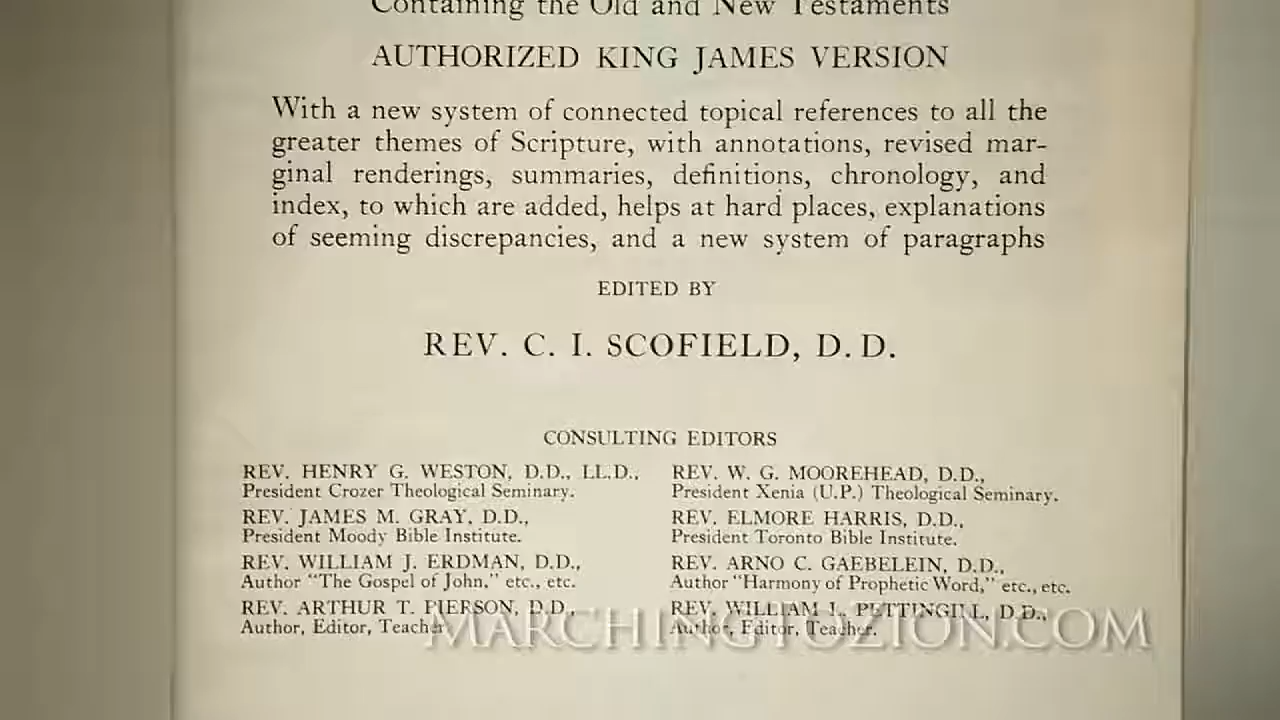 Containing the Old and New Testaments
AUTHORIZED KING JAMES VERSION
With a new system of connected topical references to all the
greater themes of Scripture, with annotations, revised mar-
ginal renderings, summaries, definitions, chronology, and
index, to which are added, helps at hard places, explanations
of seeming discrepancies, and a new system of paragraphs
EDITED BY
REV. C. I. SCOFIELD, D.D.
CONSULTING EDITORS
REV. HENRY G. WESTON, D.D., LL.D.,
President Crozer Theological Seminary.
REV. JAMES M. GRAY, D.D.,
President Moody Bible Institute.
REV. WILLIAM J. ERDMAN, D.D.,
Author "The Gospel of John," etc., etc.
REV. ARTHUR T. PIERSON, D.D.,
Author, Editor, Teacher.
REV. W. G. MOOREHEAD, D.D.,
President Xenia (U.P.) Theological Seminary.
REV. ELMORE HARRIS, D.D.,
President Toronto Bible Institute.
REV. ARNO C. GAEBELEIN, D.D.,
Author "Harmony of Prophetic Word," etc., etc.
REV. WILLIAM L. PETTINGILL, D.D.,
Author, Editor, Teacher.
MARCHINGTOZION.COM